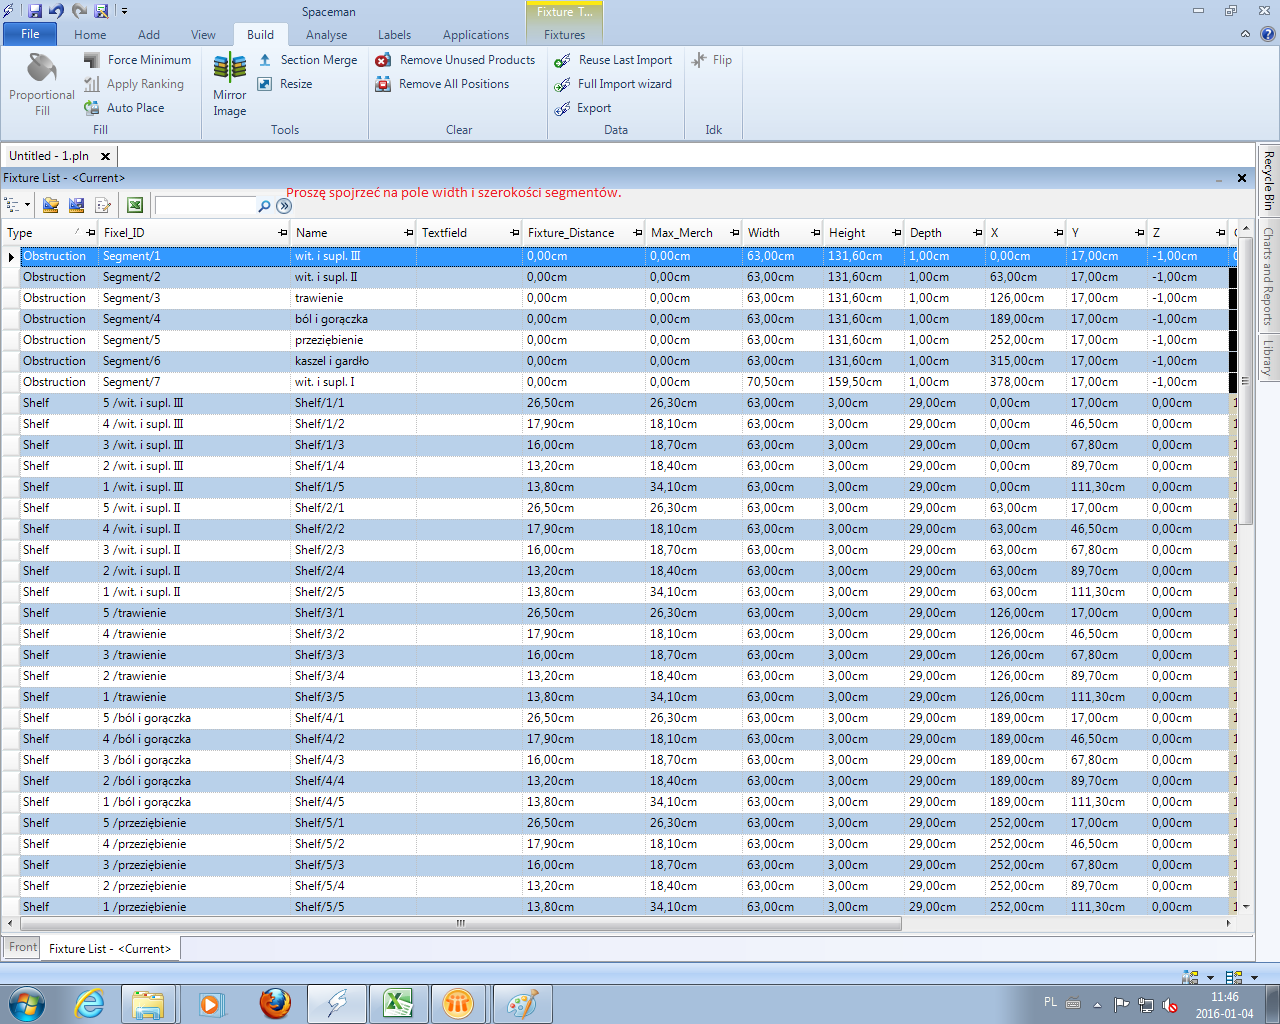 Spaceman
Fixture T...
File Home Add View Build Analyse Labels Applications Fixtures
Proportional Fill
Force Minimum
Apply Ranking
Auto Place
Fill
Mirror Image
Section Merge
Resize
Tools
Remove Unused Products
Remove All Positions
Clear
Reuse Last Import
Full Import wizard
Export
Data
Flip
Idk
Untitled - 1.pln
Fixture List - <Current>
Proszę spojrzeć na pole width i szerokości segmentów.
Type Fixel_ID Name Textfield Fixture_Distance Max_Merch Width Height Depth X Y Z
Obstruction Segment/1 wit. i supl. III 0,00cm 0,00cm 63,00cm 131,60cm 1,00cm 0,00cm 17,00cm -1,00cm
Obstruction Segment/2 wit. i supl. II 0,00cm 0,00cm 63,00cm 131,60cm 1,00cm 63,00cm 17,00cm -1,00cm
Obstruction Segment/3 trawienie 0,00cm 0,00cm 63,00cm 131,60cm 1,00cm 126,00cm 17,00cm -1,00cm
Obstruction Segment/4 ból i gorączka 0,00cm 0,00cm 63,00cm 131,60cm 1,00cm 189,00cm 17,00cm -1,00cm
Obstruction Segment/5 przeziębienie 0,00cm 0,00cm 63,00cm 131,60cm 1,00cm 252,00cm 17,00cm -1,00cm
Obstruction Segment/6 kaszel i gardło 0,00cm 0,00cm 63,00cm 131,60cm 1,00cm 315,00cm 17,00cm -1,00cm
Obstruction Segment/7 wit. i supl. I 0,00cm 0,00cm 70,50cm 159,50cm 1,00cm 378,00cm 17,00cm -1,00cm
Shelf 5 /wit. i supl. III Shelf/1/1 26,50cm 26,30cm 63,00cm 3,00cm 29,00cm 0,00cm 17,00cm 0,00cm
Shelf 4 /wit. i supl. III Shelf/1/2 17,90cm 18,10cm 63,00cm 3,00cm 29,00cm 0,00cm 46,50cm 0,00cm
Shelf 3 /wit. i supl. III Shelf/1/3 16,00cm 18,70cm 63,00cm 3,00cm 29,00cm 0,00cm 67,80cm 0,00cm
Shelf 2 /wit. i supl. III Shelf/1/4 13,20cm 18,40cm 63,00cm 3,00cm 29,00cm 0,00cm 89,70cm 0,00cm
Shelf 1 /wit. i supl. III Shelf/1/5 13,80cm 34,10cm 63,00cm 3,00cm 29,00cm 0,00cm 111,30cm 0,00cm
Shelf 5 /wit. i supl. II Shelf/2/1 26,50cm 26,30cm 63,00cm 3,00cm 29,00cm 63,00cm 17,00cm 0,00cm
Shelf 4 /wit. i supl. II Shelf/2/2 17,90cm 18,10cm 63,00cm 3,00cm 29,00cm 63,00cm 46,50cm 0,00cm
Shelf 3 /wit. i supl. II Shelf/2/3 16,00cm 18,70cm 63,00cm 3,00cm 29,00cm 63,00cm 67,80cm 0,00cm
Shelf 2 /wit. i supl. II Shelf/2/4 13,20cm 18,40cm 63,00cm 3,00cm 29,00cm 63,00cm 89,70cm 0,00cm
Shelf 1 /wit. i supl. II Shelf/2/5 13,80cm 34,10cm 63,00cm 3,00cm 29,00cm 63,00cm 111,30cm 0,00cm
Shelf 5 /trawienie Shelf/3/1 26,50cm 26,30cm 63,00cm 3,00cm 29,00cm 126,00cm 17,00cm 0,00cm
Shelf 4 /trawienie Shelf/3/2 17,90cm 18,10cm 63,00cm 3,00cm 29,00cm 126,00cm 46,50cm 0,00cm
Shelf 3 /trawienie Shelf/3/3 16,00cm 18,70cm 63,00cm 3,00cm 29,00cm 126,00cm 67,80cm 0,00cm
Shelf 2 /trawienie Shelf/3/4 13,20cm 18,40cm 63,00cm 3,00cm 29,00cm 126,00cm 89,70cm 0,00cm
Shelf 1 /trawienie Shelf/3/5 13,80cm 34,10cm 63,00cm 3,00cm 29,00cm 126,00cm 111,30cm 0,00cm
Shelf 5 /ból i gorączka Shelf/4/1 26,50cm 26,30cm 63,00cm 3,00cm 29,00cm 189,00cm 17,00cm 0,00cm
Shelf 4 /ból i gorączka Shelf/4/2 17,90cm 18,10cm 63,00cm 3,00cm 29,00cm 189,00cm 46,50cm 0,00cm
Shelf 3 /ból i gorączka Shelf/4/3 16,00cm 18,70cm 63,00cm 3,00cm 29,00cm 189,00cm 67,80cm 0,00cm
Shelf 2 /ból i gorączka Shelf/4/4 13,20cm 18,40cm 63,00cm 3,00cm 29,00cm 189,00cm 89,70cm 0,00cm
Shelf 1 /ból i gorączka Shelf/4/5 13,80cm 34,10cm 63,00cm 3,00cm 29,00cm 189,00cm 111,30cm 0,00cm
Shelf 5 /przeziębienie Shelf/5/1 26,50cm 26,30cm 63,00cm 3,00cm 29,00cm 252,00cm 17,00cm 0,00cm
Shelf 4 /przeziębienie Shelf/5/2 17,90cm 18,10cm 63,00cm 3,00cm 29,00cm 252,00cm 46,50cm 0,00cm
Shelf 3 /przeziębienie Shelf/5/3 16,00cm 18,70cm 63,00cm 3,00cm 29,00cm 252,00cm 67,80cm 0,00cm
Shelf 2 /przeziębienie Shelf/5/4 13,20cm 18,40cm 63,00cm 3,00cm 29,00cm 252,00cm 89,70cm 0,00cm
Shelf 1 /przeziębienie Shelf/5/5 13,80cm 34,10cm 63,00cm 3,00cm 29,00cm 252,00cm 111,30cm 0,00cm
Recycle Bin
Charts and Reports
Library
Front Fixture List - <Current>
PL
11:46
2016-01-04